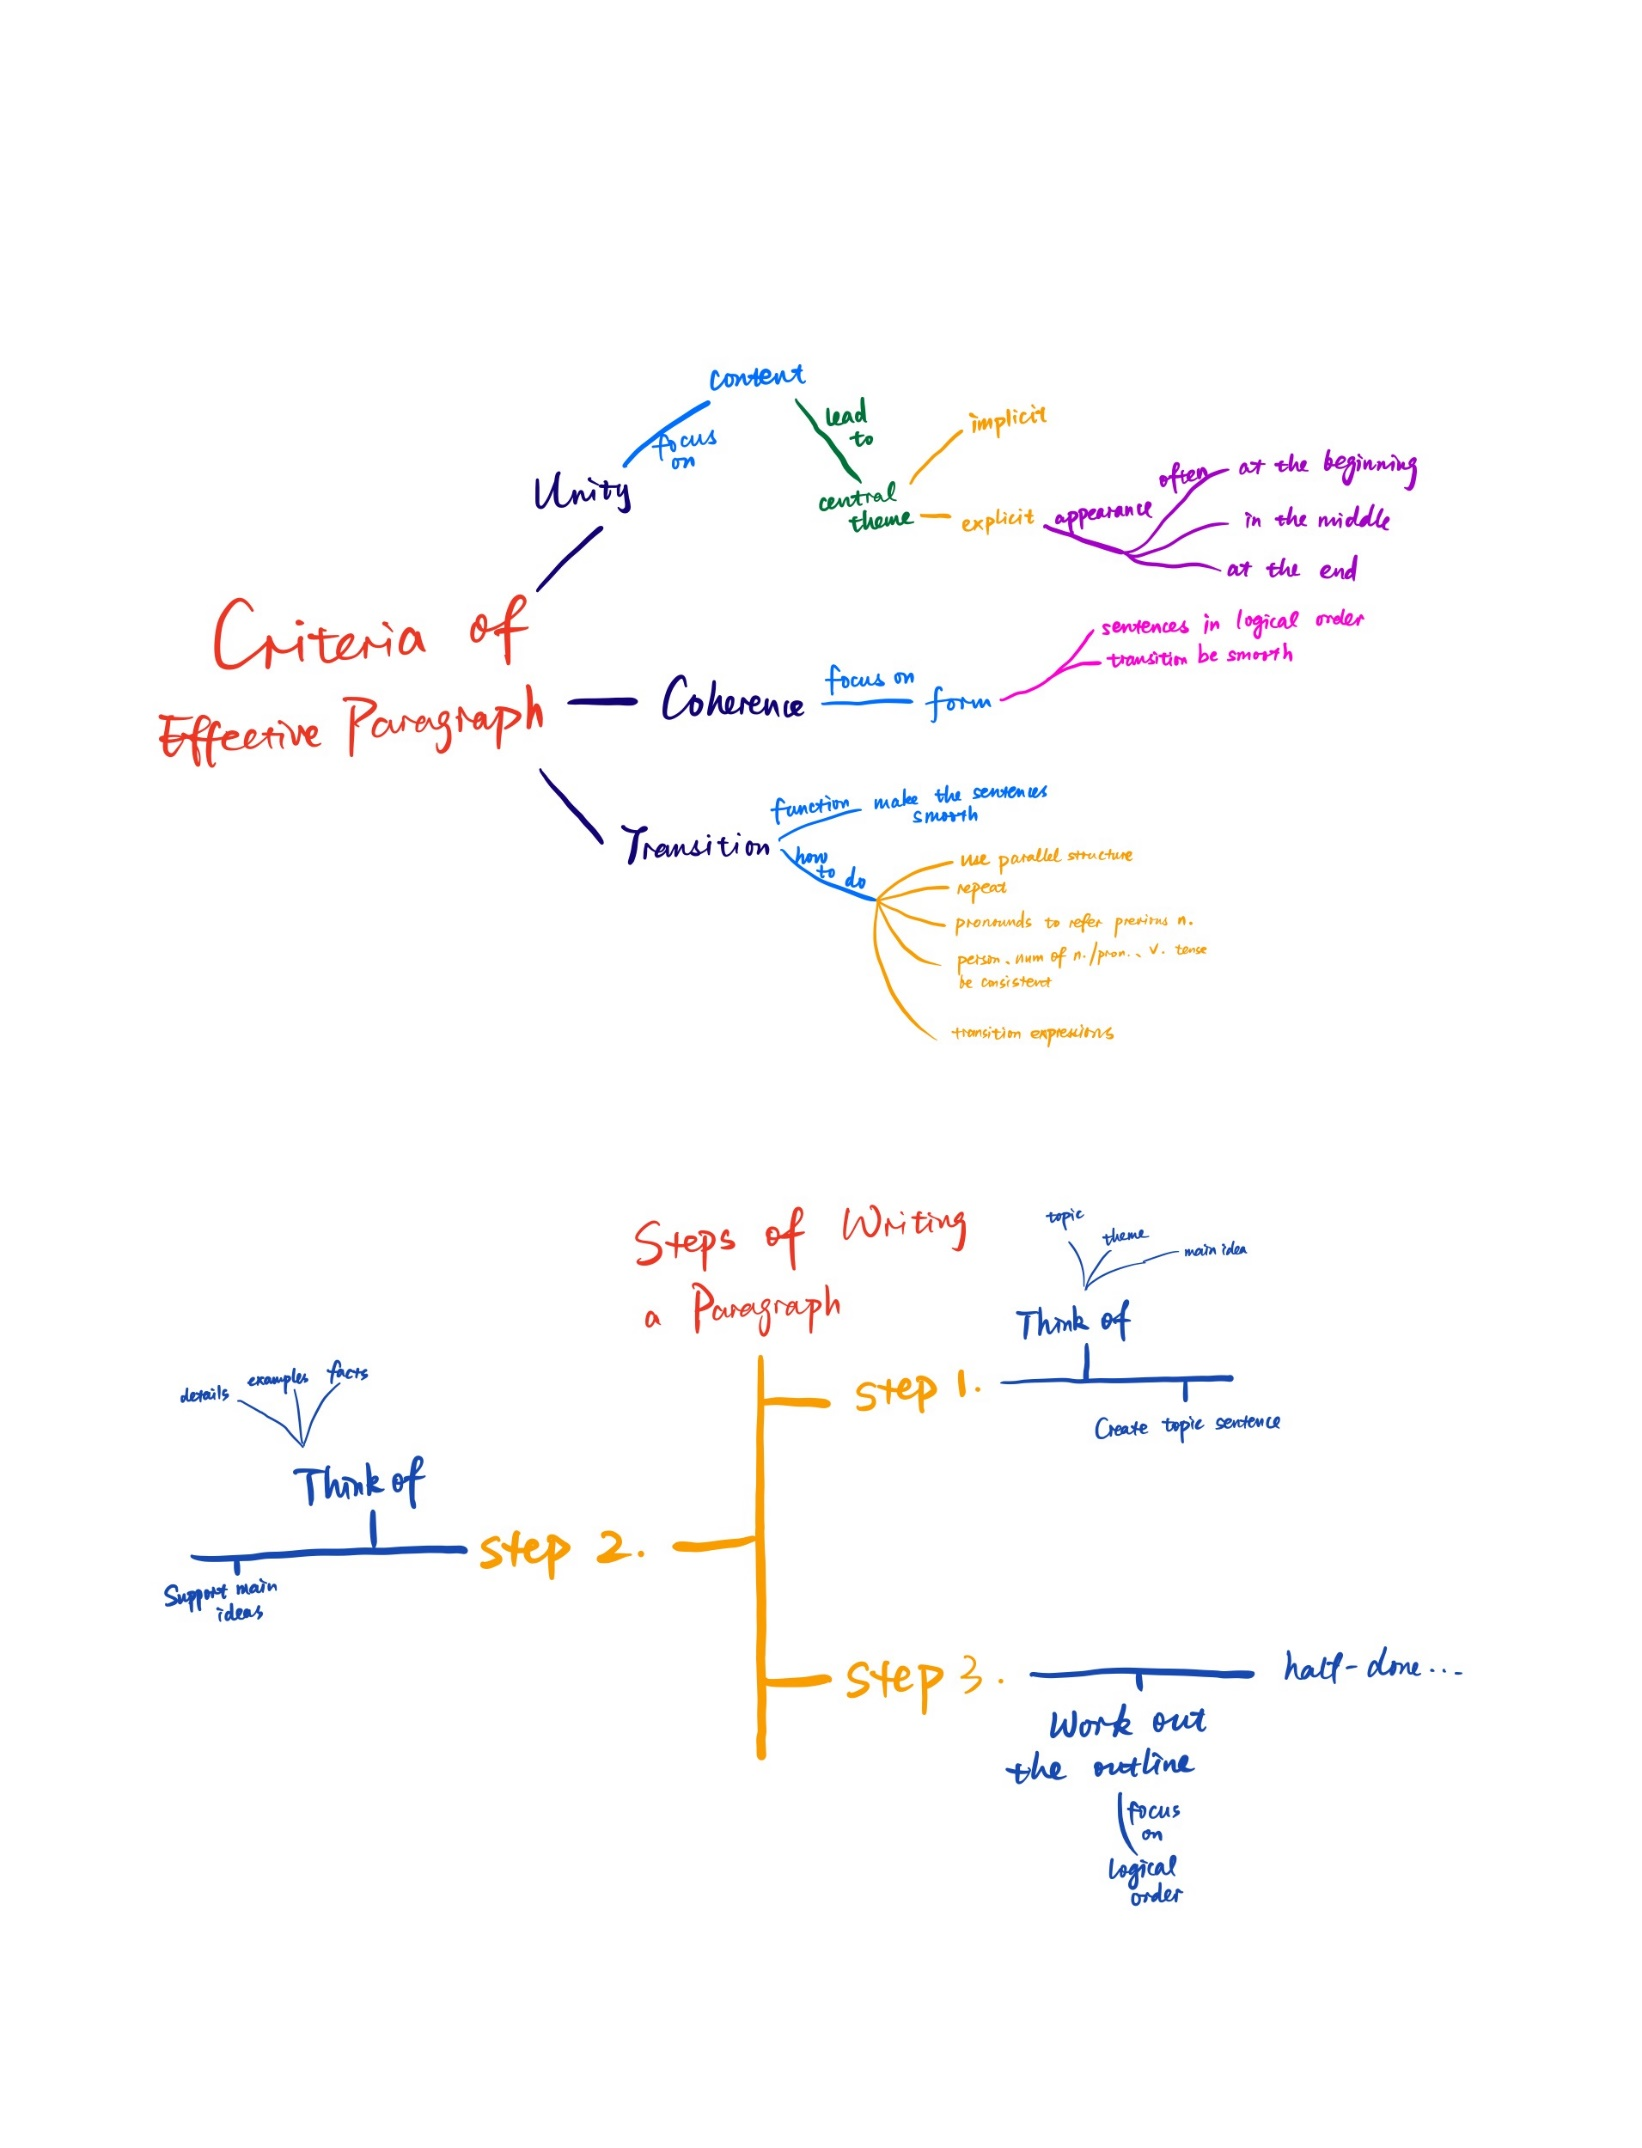 content
focus
on
lead
to
Unity
central
theme
implicit
explicit
appearance
often
at the beginning
in the middle
at the end
Criteria of
Effective Paragraph
Coherence
focus on
form
sentences in logical order
transition be smooth
Transition
function
make the sentences
smooth
how
to
do
use parallel structure
repeat
pronounds to refer previous n.
person、num of n./pron.、v. tense
be consistent
transition expressions
Steps of Writing
a Paragraph
step 1.
topic
theme
main idea
Think of
Create topic sentence
step 2.
details
examples
facts
Think of
Support main
ideas
step 3.
half-done...
Work out
the outline
focus
on
logical
order